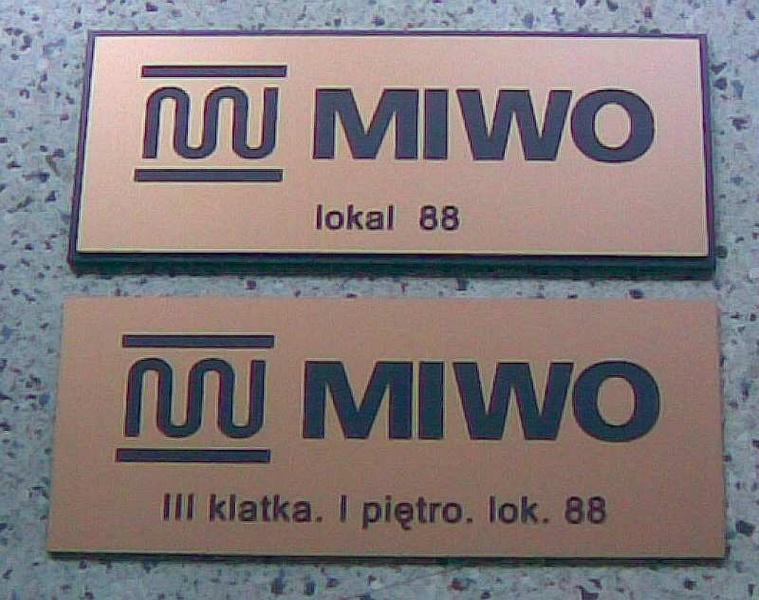 MIWO
lokal 88
MIWO
III klatka. I piętro. lok. 88